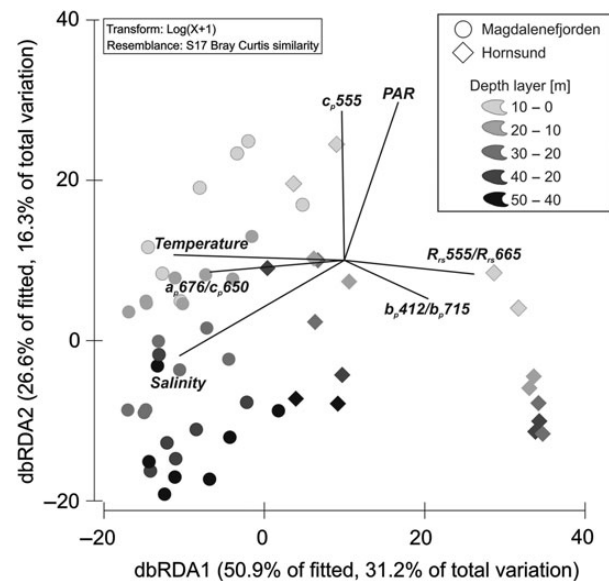 Transform: Log(X+1)
Resemblance: S17 Bray Curtis similarity
Magdalenefjorden
Hornsund
Depth layer [m]
10 – 0
20 – 10
30 – 20
40 – 20
50 – 40
40
20
0
–20
dbRDA2 (26.6% of fitted, 16.3% of total variation)
cp555
PAR
Temperature
ap676/cp650
Rrs555/Rrs665
bp412/bp715
Salinity
–20
0
20
40
dbRDA1 (50.9% of fitted, 31.2% of total variation)